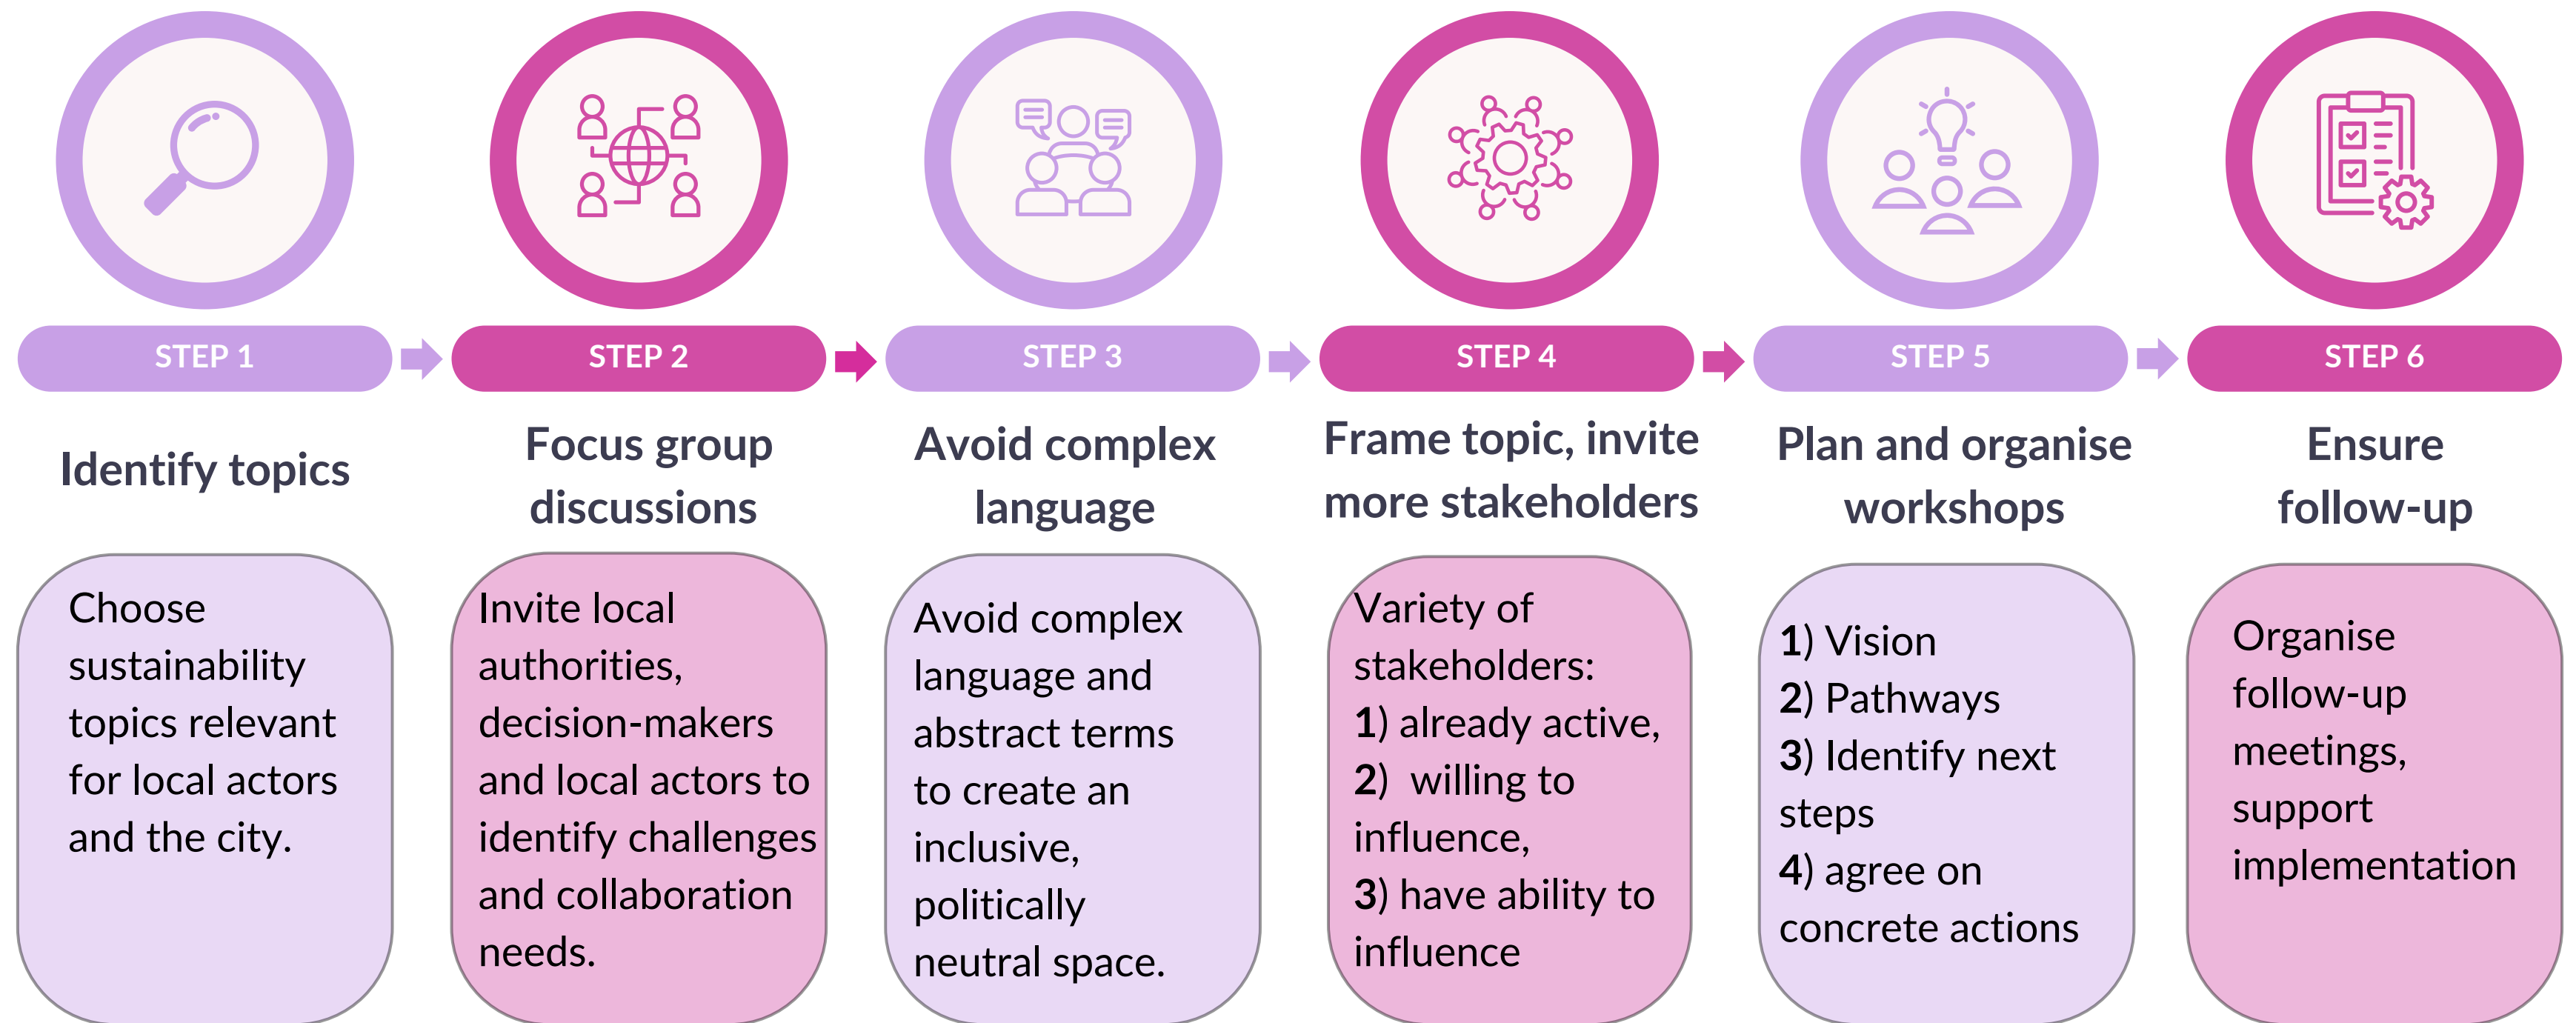 STEP 1
Identify topics
Choose
sustainability
topics relevant
for local actors
and the city.
STEP 2
Focus group
discussions
Invite local
authorities,
decision-makers
and local actors to
identify challenges
and collaboration
needs.
STEP 3
Avoid complex
language
Avoid complex
language and
abstract terms
to create an
inclusive,
politically
neutral space.
STEP 4
Frame topic, invite
more stakeholders
Variety of
stakeholders:
1) already active,
2)  willing to
influence,
3) have ability to
influence
STEP 5
Plan and organise
workshops
1) Vision
2) Pathways
3) Identify next
steps
4) agree on
concrete actions
STEP 6
Ensure
follow-up
Organise
follow-up
meetings,
support
implementation